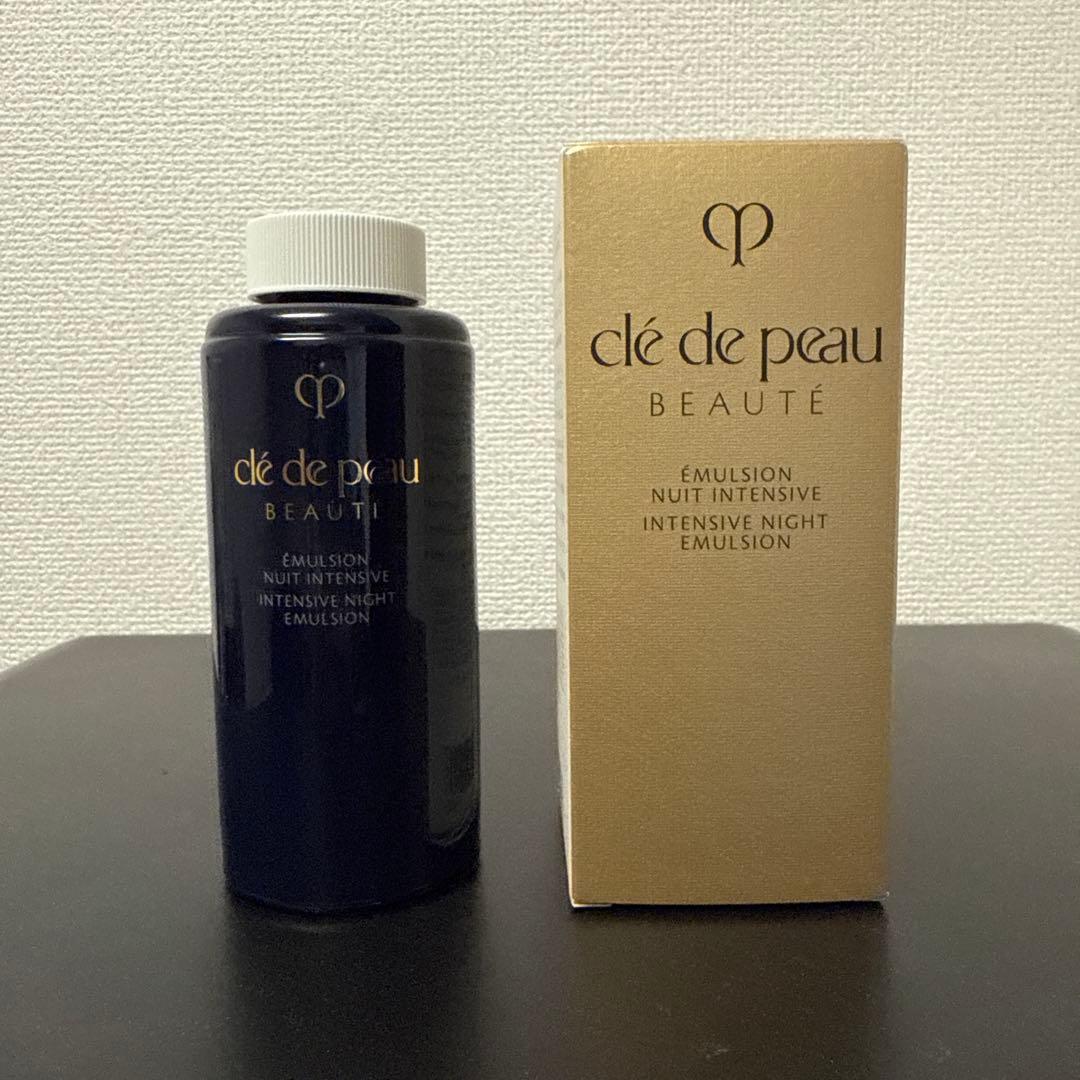 clé de peau
BEAUTÉ
ÉMULSION
NUIT INTENSIVE
INTENSIVE NIGHT
EMULSION
clé de peau
BEAUTÉ
ÉMULSION
NUIT INTENSIVE
INTENSIVE NIGHT
EMULSION